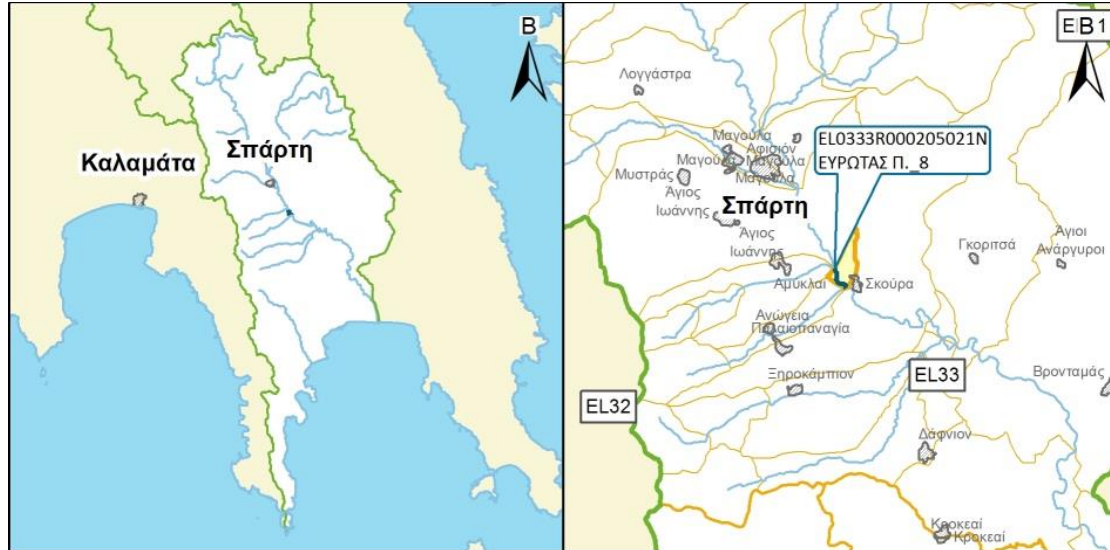 Β
Καλαμάτα
Σπάρτη
Β
Λογγάστρα
Μαγούλα
Αφισιόν
Μαγούλα
Μαγούλα
Μαγούλα
Μυστράς
Άγιος
Ιωάννης
Σπάρτη
EL0333R000205021N
ΕΥΡΩΤΑΣ Π._8
Άγιος
Ιωάννης
Αμύκλαι
Σκούρα
Γκοριτσά
Άγιοι
Ανάργυροι
Ανώγεια
Παλαιοπαναγία
Ξηροκάμπιον
EL33
EL32
Βρονταμάς
Δάφνιον
Κροκεαί
Κροκεαί